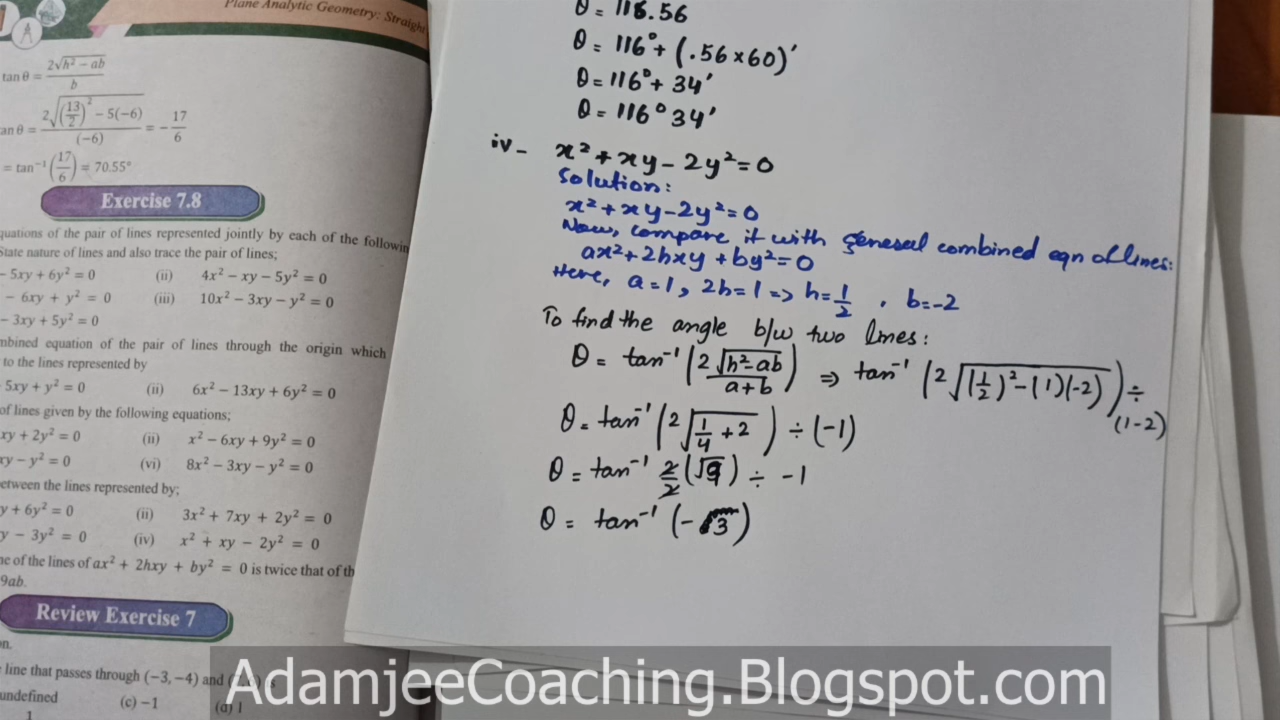 Plane Analytic Geometry: Straight
tan θ = 2√(h² − ab) / b
an θ = 2√((13/2)² − 5(−6)) / (−6) = − 17/6
= tan⁻¹(17/6) = 70.55°
Exercise 7.8
quations of the pair of lines represented jointly by each of the followin
State nature of lines and also trace the pair of lines;
− 5xy + 6y² = 0 (ii) 4x² − xy − 5y² = 0
− 6xy + y² = 0 (iii) 10x² − 3xy − y² = 0
− 3xy + 5y² = 0
mbined equation of the pair of lines through the origin which
to the lines represented by
5xy + y² = 0 (ii) 6x² − 13xy + 6y² = 0
of lines given by the following equations;
xy + 2y² = 0 (ii) x² − 6xy + 9y² = 0
xy − y² = 0 (vi) 8x² − 3xy − y² = 0
etween the lines represented by;
y + 6y² = 0 (ii) 3x² + 7xy + 2y² = 0
y − 3y² = 0 (iv) x² + xy − 2y² = 0
ne of the lines of ax² + 2hxy + by² = 0 is twice that of th
9ab.
Review Exercise 7
on.
line that passes through (−3, −4) and
undefined (c) −1 (d) 1
1
θ = 116.56
θ = 116° + (.56×60)′
θ = 116° + 34′
θ = 116° 34′
iv- x² + xy − 2y² = 0
Solution:
x² + xy − 2y² = 0
Now, compare it with general combined eqn of lines:
ax² + 2hxy + by² = 0
Here, a = 1, 2h = 1 => h = 1/2 , b = −2
To find the angle b/w two lines:
θ = tan⁻¹ (2√(h²−ab) / a+b) ⇒ tan⁻¹ (2√((1/2)² − (1)(−2))) ÷ (1−2)
θ = tan⁻¹ (2√(1/4 + 2)) ÷ (−1)
θ = tan⁻¹ 2/2 (√9) ÷ −1
θ = tan⁻¹ (−3)
AdamjeeCoaching.Blogspot.com